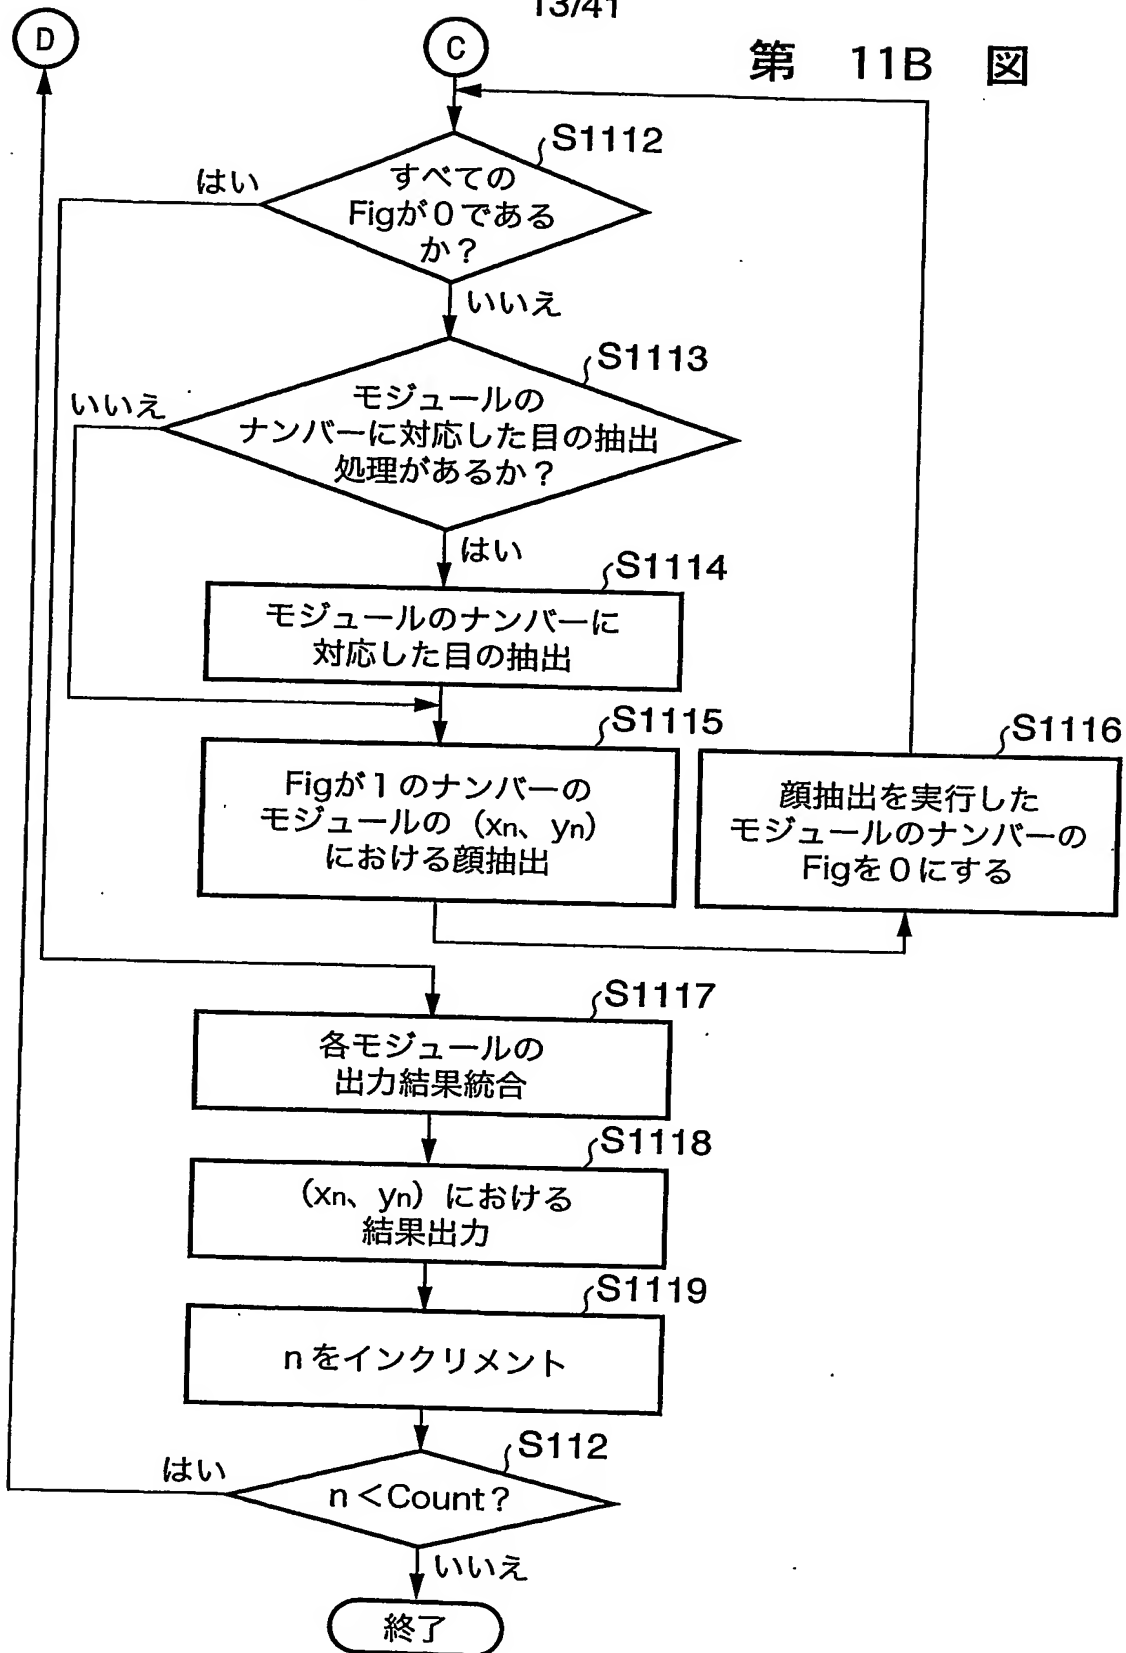 13/41
D
C
第 11B 図
S1112
はい
すべての
Figが0である
か？
いいえ
S1113
いいえ
モジュールの
ナンバーに対応した目の抽出
処理があるか？
はい
S1114
モジュールのナンバーに
対応した目の抽出
S1115
Figが1のナンバーの
モジュールの（xn、yn）
における顔抽出
S1116
顔抽出を実行した
モジュールのナンバーの
Figを0にする
S1117
各モジュールの
出力結果統合
S1118
（xn、yn）における
結果出力
S1119
nをインクリメント
S112
はい
n＜Count？
いいえ
終了